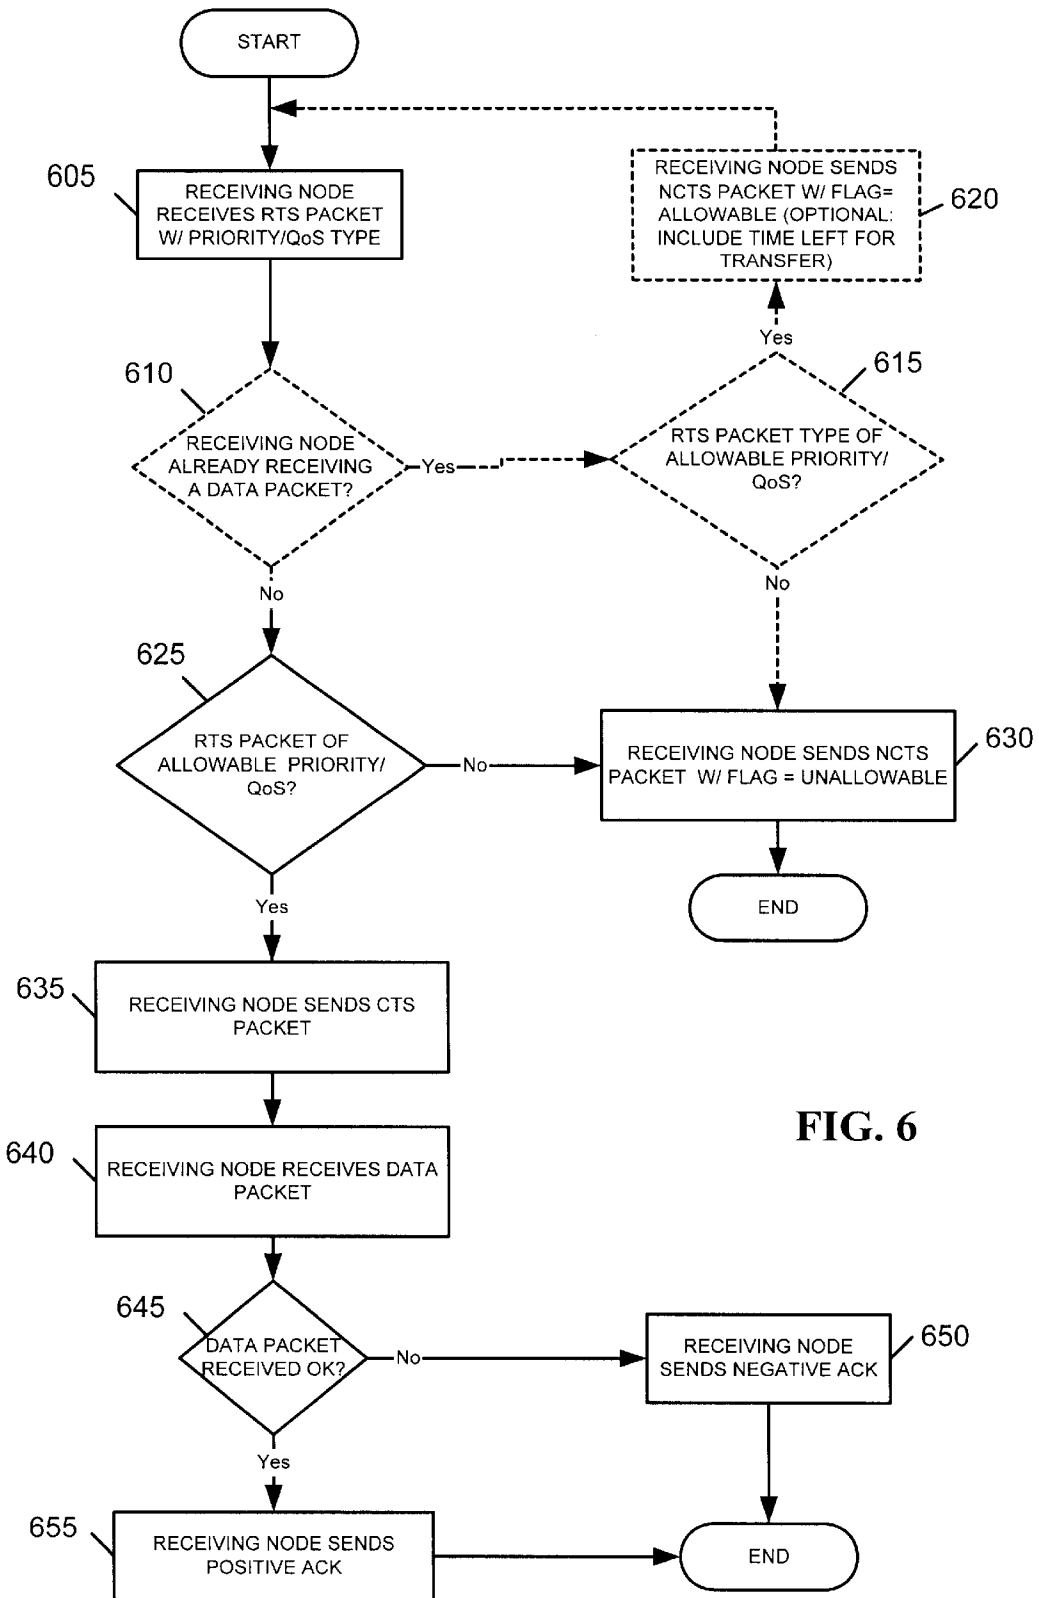 START
605
RECEIVING NODE
RECEIVES RTS PACKET
W/ PRIORITY/QoS TYPE
RECEIVING NODE SENDS
NCTS PACKET W/ FLAG=
ALLOWABLE (OPTIONAL:
INCLUDE TIME LEFT FOR
TRANSFER)
620
Yes
610
RECEIVING NODE
ALREADY RECEIVING
A DATA PACKET?
Yes
615
RTS PACKET TYPE OF
ALLOWABLE PRIORITY/
QoS?
No
No
625
RTS PACKET OF
ALLOWABLE PRIORITY/
QoS?
No
RECEIVING NODE SENDS NCTS
PACKET W/ FLAG = UNALLOWABLE
630
END
Yes
635
RECEIVING NODE SENDS CTS
PACKET
FIG. 6
640
RECEIVING NODE RECEIVES DATA
PACKET
645
DATA PACKET
RECEIVED OK?
No
RECEIVING NODE
SENDS NEGATIVE ACK
650
Yes
655
RECEIVING NODE SENDS
POSITIVE ACK
END